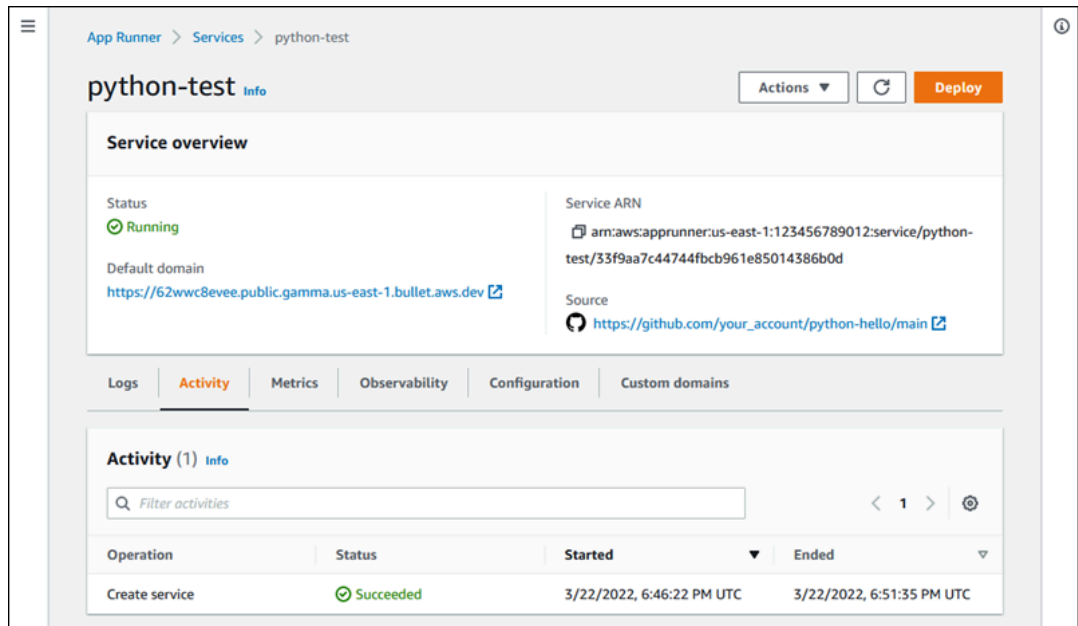 App Runner > Services > python-test
python-test Info
Actions ▼
Deploy
Service overview
Status
Running
Default domain
https://62wwc8evee.public.gamma.us-east-1.bullet.aws.dev
Service ARN
arn:aws:apprunner:us-east-1:123456789012:service/python-
test/33f9aa7c44744fbcb961e85014386b0d
Source
https://github.com/your_account/python-hello/main
Logs Activity Metrics Observability Configuration Custom domains
Activity (1) Info
Filter activities
< 1 >
Operation Status Started Ended
Create service Succeeded 3/22/2022, 6:46:22 PM UTC 3/22/2022, 6:51:35 PM UTC